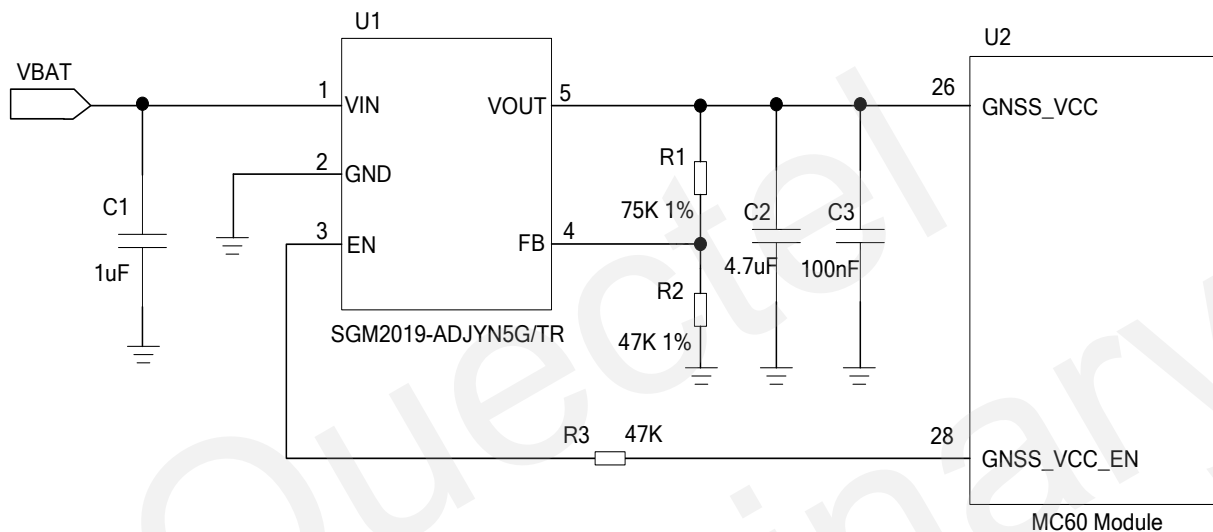 U1
U2
VBAT
1
VIN
VOUT
5
26
GNSS_VCC
2
GND
R1
C1
75K 1%
C2
C3
3
EN
FB
4
1uF
4.7uF
100nF
R2
SGM2019-ADJYN5G/TR
47K 1%
R3
47K
28
GNSS_VCC_EN
MC60 Module
Quectel